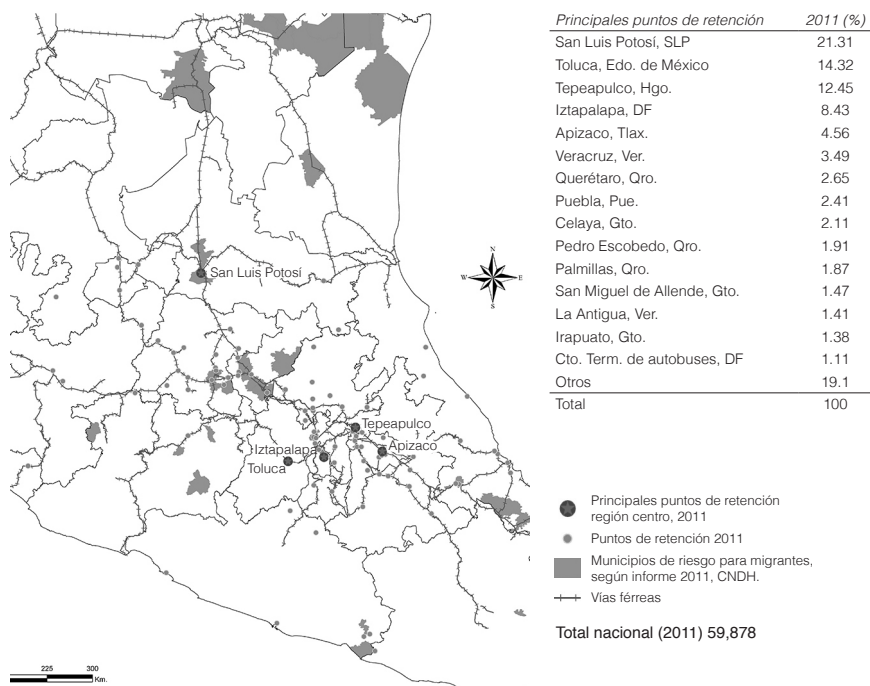 Principales puntos de retención 2011 (%)
San Luis Potosí, SLP 21.31
Toluca, Edo. de México 14.32
Tepeapulco, Hgo. 12.45
Iztapalapa, DF 8.43
Apizaco, Tlax. 4.56
Veracruz, Ver. 3.49
Querétaro, Qro. 2.65
Puebla, Pue. 2.41
Celaya, Gto. 2.11
Pedro Escobedo, Qro. 1.91
Palmillas, Qro. 1.87
San Miguel de Allende, Gto. 1.47
La Antigua, Ver. 1.41
Irapuato, Gto. 1.38
Cto. Term. de autobuses, DF 1.11
Otros 19.1
Total 100
N
W E
S
San Luis Potosí
Tepeapulco
Iztapalapa
Apizaco
Toluca
Principales puntos de retención
región centro, 2011
Puntos de retención 2011
Municipios de riesgo para migrantes,
según informe 2011, CNDH.
Vías férreas
Total nacional (2011) 59,878
225 300
Km.